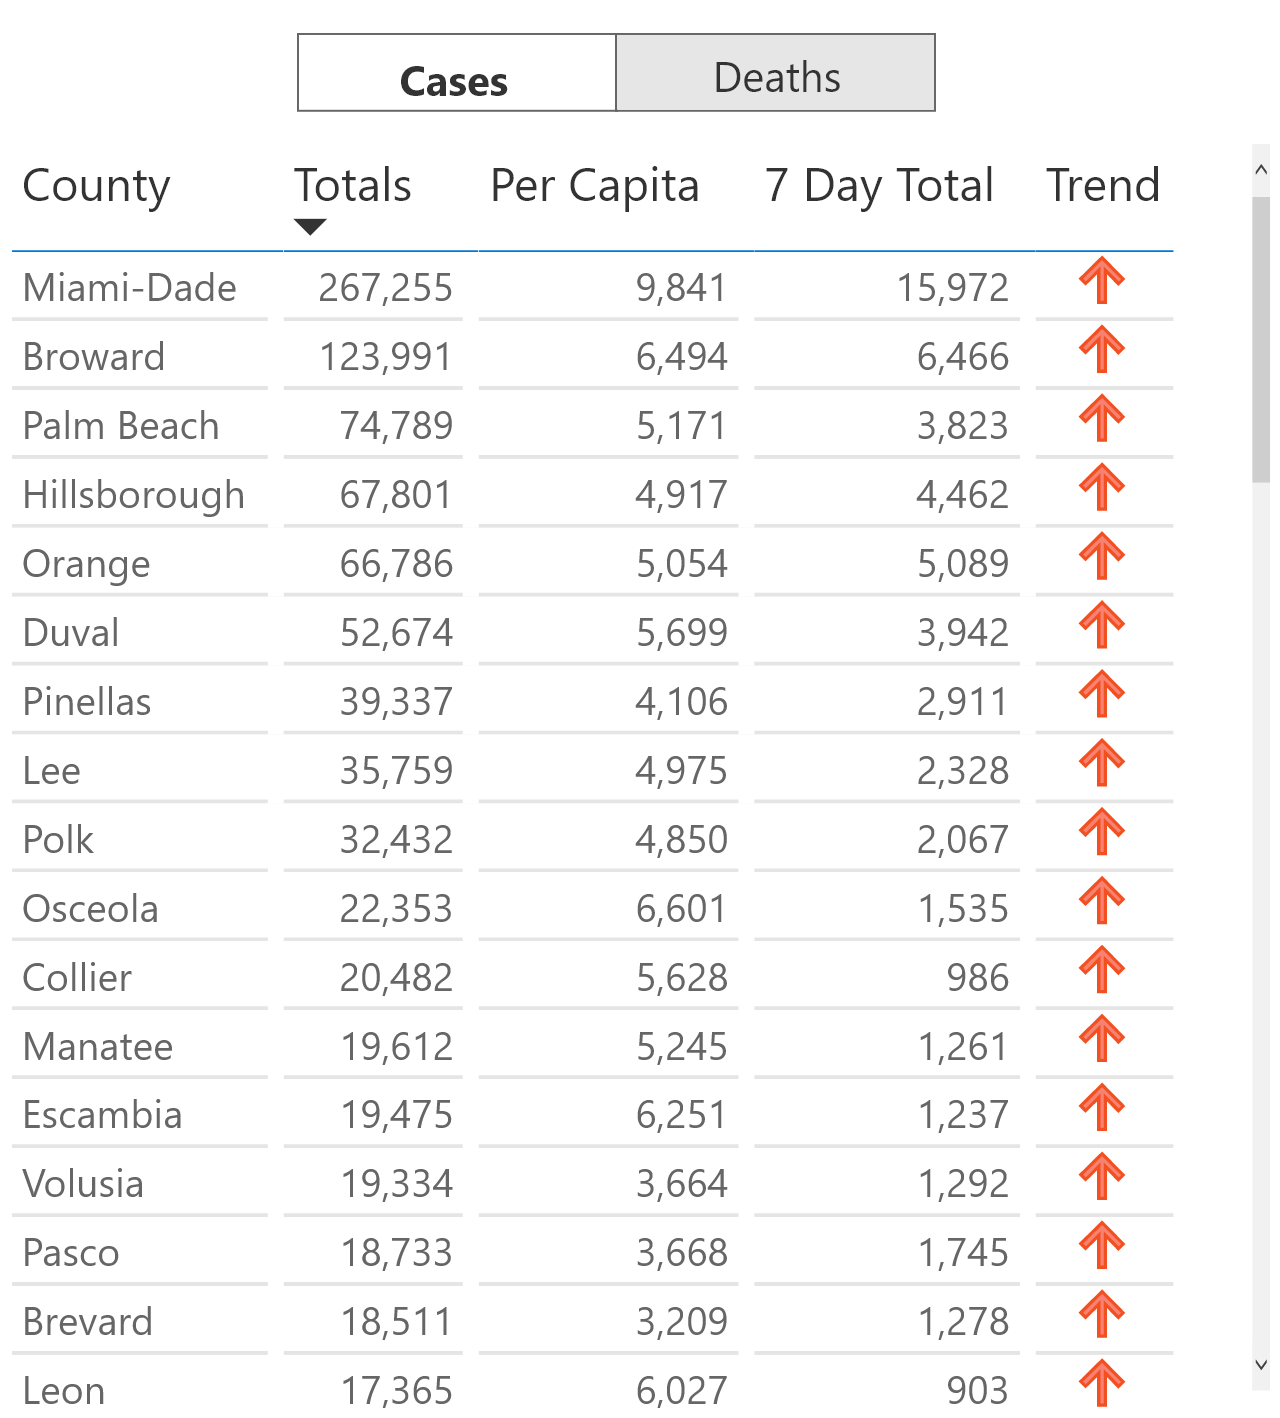 Cases Deaths
County Totals Per Capita 7 Day Total Trend
Miami-Dade 267,255 9,841 15,972
Broward 123,991 6,494 6,466
Palm Beach 74,789 5,171 3,823
Hillsborough 67,801 4,917 4,462
Orange 66,786 5,054 5,089
Duval 52,674 5,699 3,942
Pinellas 39,337 4,106 2,911
Lee 35,759 4,975 2,328
Polk 32,432 4,850 2,067
Osceola 22,353 6,601 1,535
Collier 20,482 5,628 986
Manatee 19,612 5,245 1,261
Escambia 19,475 6,251 1,237
Volusia 19,334 3,664 1,292
Pasco 18,733 3,668 1,745
Brevard 18,511 3,209 1,278
Leon 17,365 6,027 903